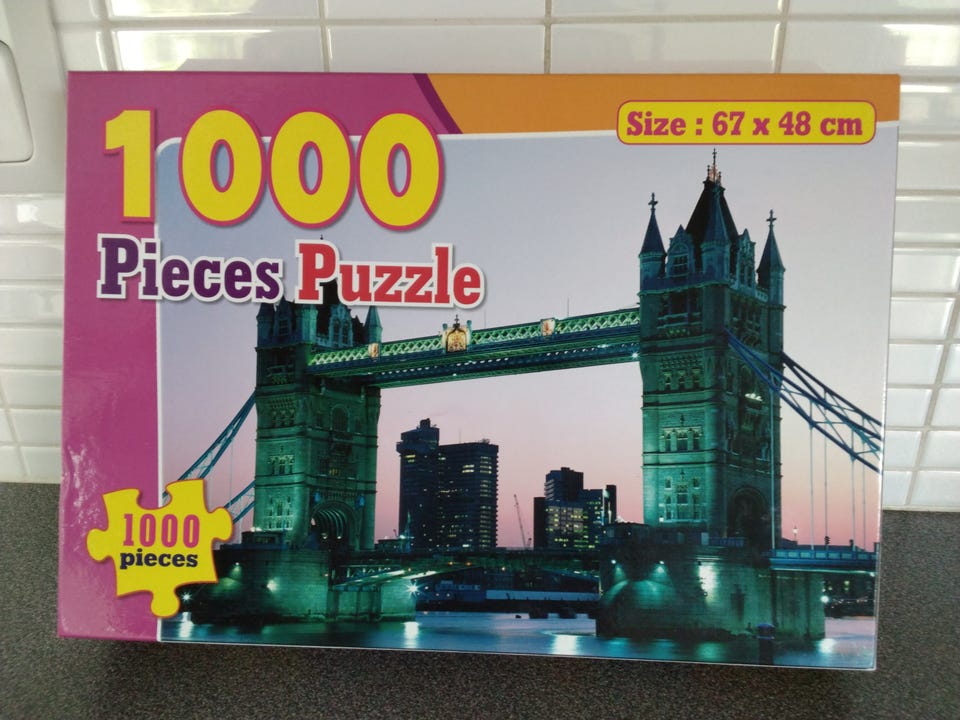 1000
Pieces Puzzle
Size : 67 x 48 cm
1000
pieces